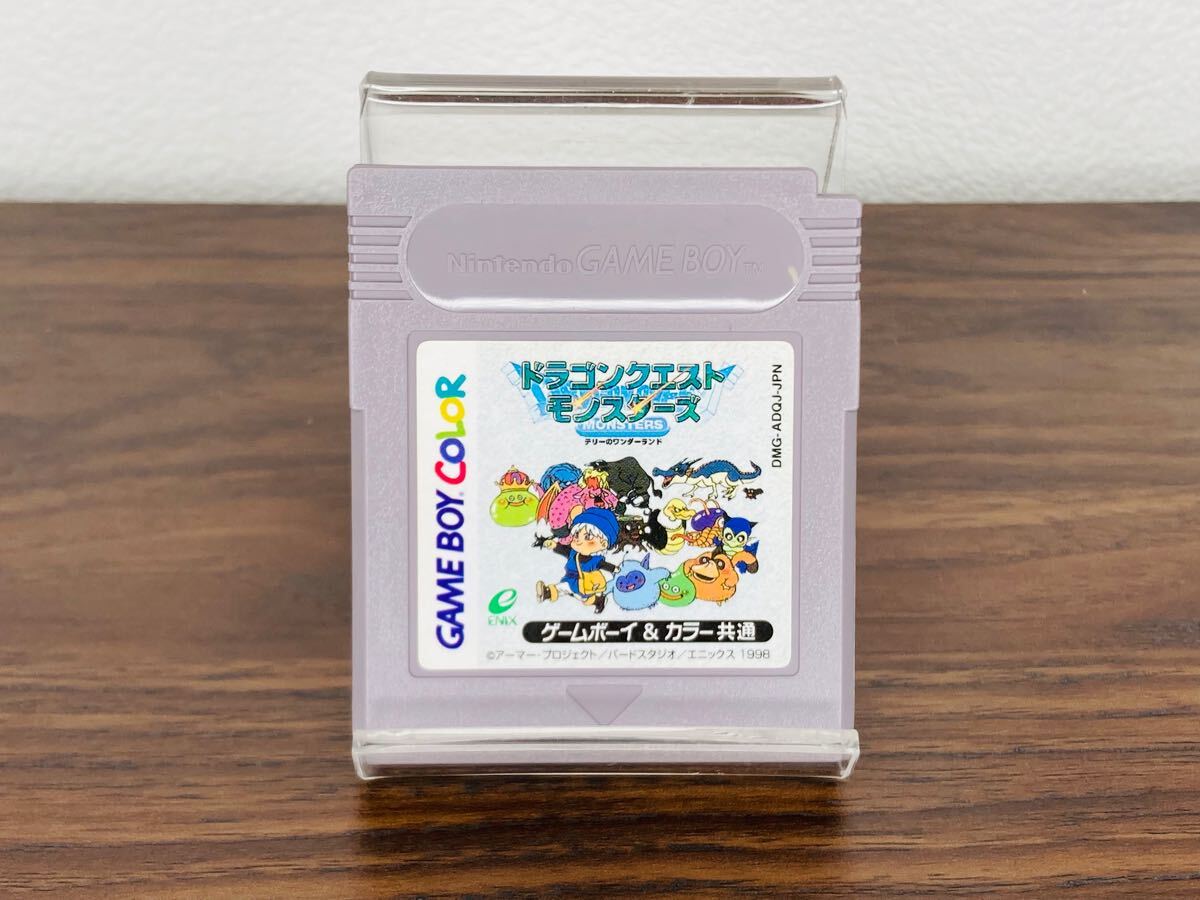 Nintendo GAME BOY™
GAME BOY COLOR
ドラゴンクエスト
モンスターズ
MONSTERS
テリーのワンダーランド
DMG-ADQJ-JPN
ENIX
ゲームボーイ & カラー共通
©アーマー・プロジェクト/バードスタジオ/エニックス 1998